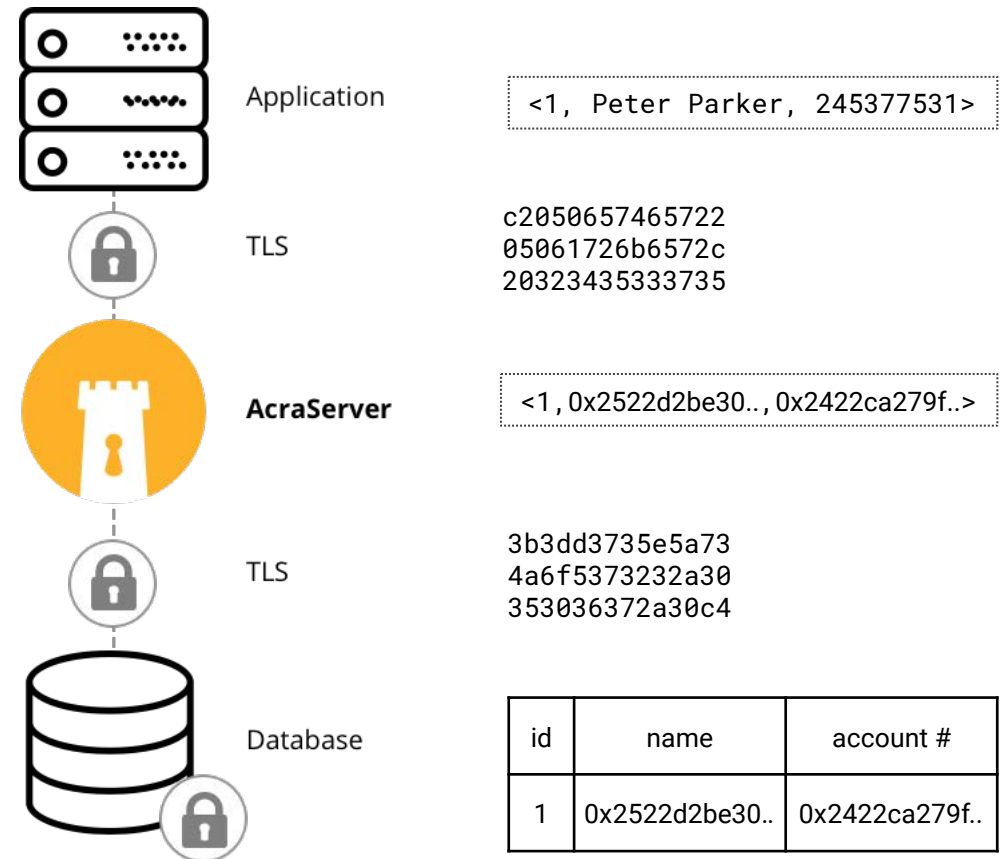 Application
<1, Peter Parker, 245377531>
TLS
c2050657465722
05061726b6572c
20323435333735
AcraServer
<1,0x2522d2be30..,0x2422ca279f..>
TLS
3b3dd3735e5a73
4a6f5373232a30
353036372a30c4
Database
id name account #
1 0x2522d2be30.. 0x2422ca279f..